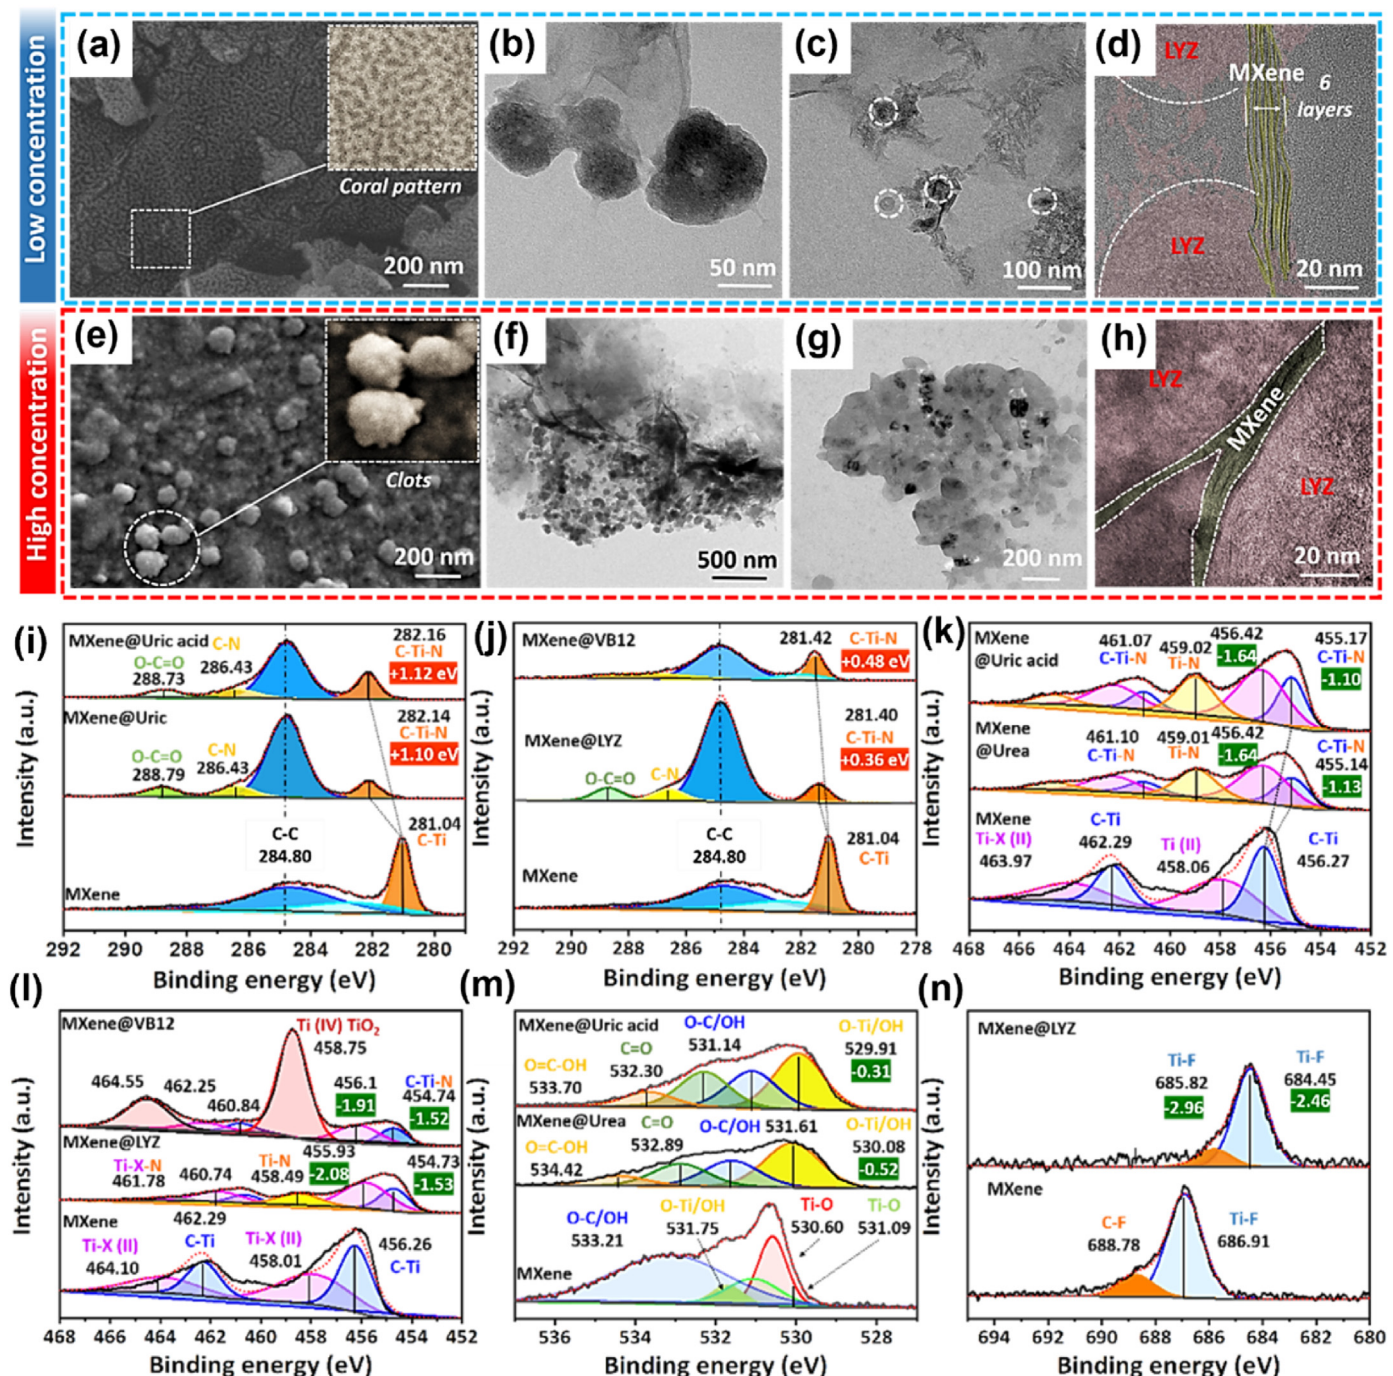 Low concentration
(a)
Coral pattern
200 nm
(b)
50 nm
(c)
100 nm
(d)
LYZ
MXene
6
layers
LYZ
20 nm
High concentration
(e)
Clots
200 nm
(f)
500 nm
(g)
200 nm
(h)
LYZ
MXene
LYZ
20 nm
(i)
MXene@Uric acid
C-N
O-C=O
286.43
288.73
282.16
C-Ti-N
+1.12 eV
MXene@Uric
C-N
O-C=O
286.43
288.79
282.14
C-Ti-N
+1.10 eV
C-C
284.80
281.04
C-Ti
MXene
292 290 288 286 284 282 280
Binding energy (eV)
Intensity (a.u.)
(j)
MXene@VB12
281.42
C-Ti-N
+0.48 eV
MXene@LYZ
O-C=O
C-N
281.40
C-Ti-N
+0.36 eV
C-C
284.80
281.04
C-Ti
MXene
292 290 288 286 284 282 280 278
Binding energy (eV)
Intensity (a.u.)
(k)
MXene
@Uric acid
461.07
C-Ti-N
459.02
Ti-N
456.42
-1.64
455.17
C-Ti-N
-1.10
MXene
@Urea
461.10
C-Ti-N
459.01
Ti-N
456.42
-1.64
C-Ti-N
455.14
-1.13
MXene
Ti-X (II)
463.97
C-Ti
462.29
Ti (II)
458.06
C-Ti
456.27
468 466 464 462 460 458 456 454 452
Binding energy (eV)
Intensity (a.u.)
(l)
MXene@VB12
Ti (IV) TiO2
458.75
464.55
462.25
460.84
456.1
-1.91
C-Ti-N
454.74
-1.52
MXene@LYZ
Ti-X-N
461.78
460.74
Ti-N
458.49
455.93
-2.08
454.73
-1.53
MXene
Ti-X (II)
464.10
462.29
C-Ti
Ti-X (II)
458.01
456.26
C-Ti
468 466 464 462 460 458 456 454 452
Binding energy (eV)
Intensity (a.u.)
(m)
MXene@Uric acid
O=C-OH
533.70
C=O
532.30
O-C/OH
531.14
O-Ti/OH
529.91
-0.31
MXene@Urea
O=C-OH
534.42
C=O
532.89
O-C/OH
531.61
O-Ti/OH
530.08
-0.52
O-C/OH
533.21
O-Ti/OH
531.75
Ti-O
530.60
Ti-O
531.09
MXene
536 534 532 530 528
Binding energy (eV)
Intensity (a.u.)
(n)
MXene@LYZ
Ti-F
685.82
-2.96
Ti-F
684.45
-2.46
MXene
C-F
688.78
Ti-F
686.91
694 692 690 688 686 684 682 680
Binding energy (eV)
Intensity (a.u.)